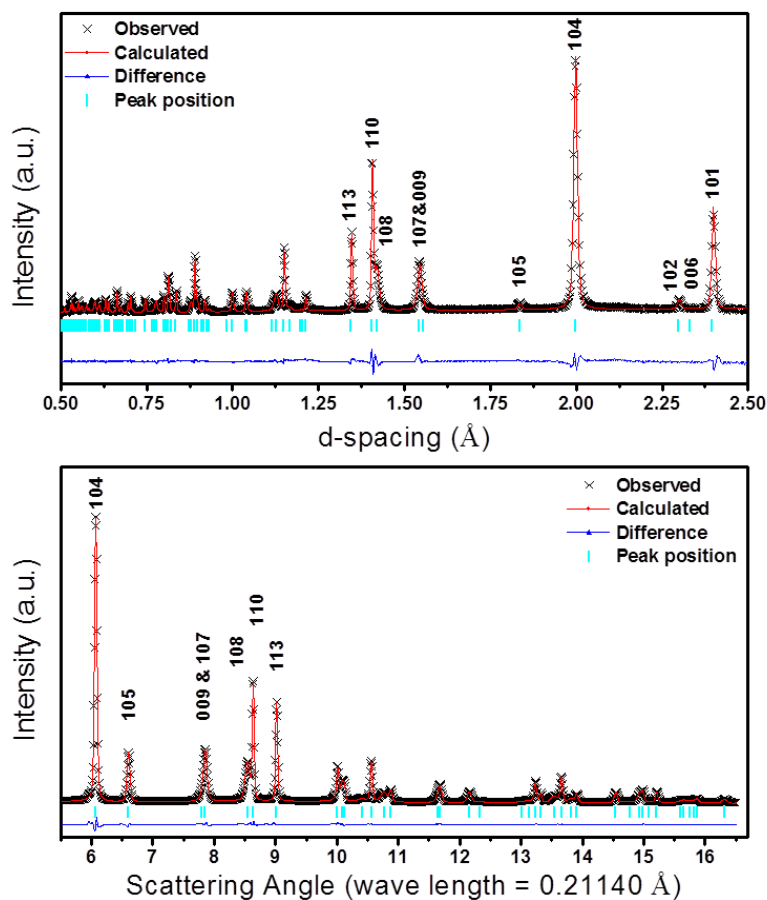 Observed
Calculated
Difference
Peak position
104
110
108
113
107&009
105
102
006
101
Intensity (a.u.)
0.50 0.75 1.00 1.25 1.50 1.75 2.00 2.25 2.50
d-spacing (Å)
Observed
Calculated
Difference
Peak position
104
105
009 & 107
108
110
113
Intensity (a.u.)
6 7 8 9 10 11 12 13 14 15 16
Scattering Angle (wave length = 0.21140 Å)